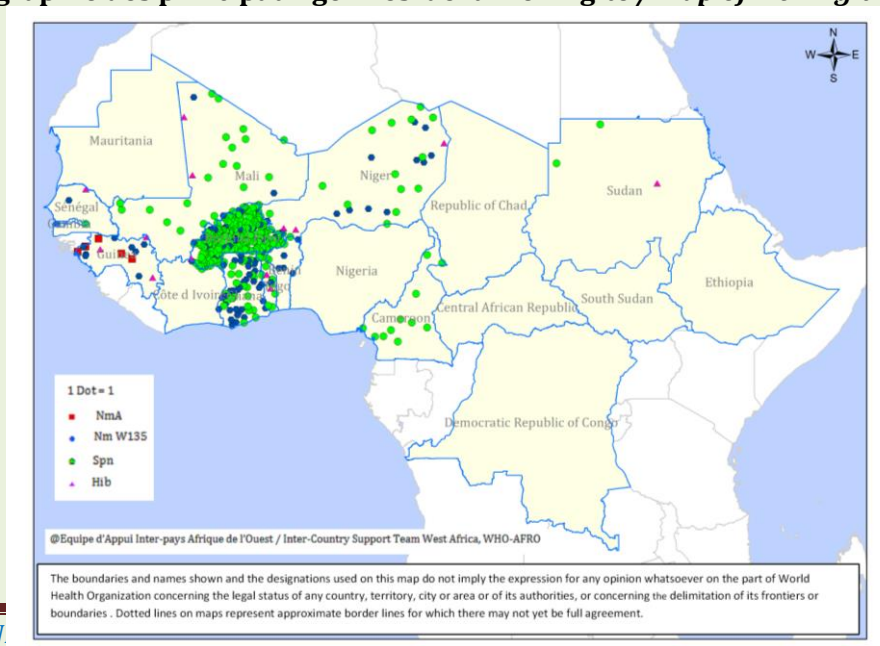 N
W E
S
Mauritania
Mali
Niger
Sudan
Republic of Chad
Sénégal
Nigeria
Ethiopia
Côte d Ivoire
South Sudan
Central African Republic
Cameroon
Democratic Republic of Congo
1 Dot = 1
NmA
Nm W135
Spn
Hib
@Equipe d'Appui Inter-pays Afrique de l'Ouest / Inter-Country Support Team West Africa, WHO-AFRO
The boundaries and names shown and the designations used on this map do not imply the expression for any opinion whatsoever on the part of World
Health Organization concerning the legal status of any country, territory, city or area or of its authorities, or concerning the delimitation of its frontiers or
boundaries . Dotted lines on maps represent approximate border lines for which there may not yet be full agreement.